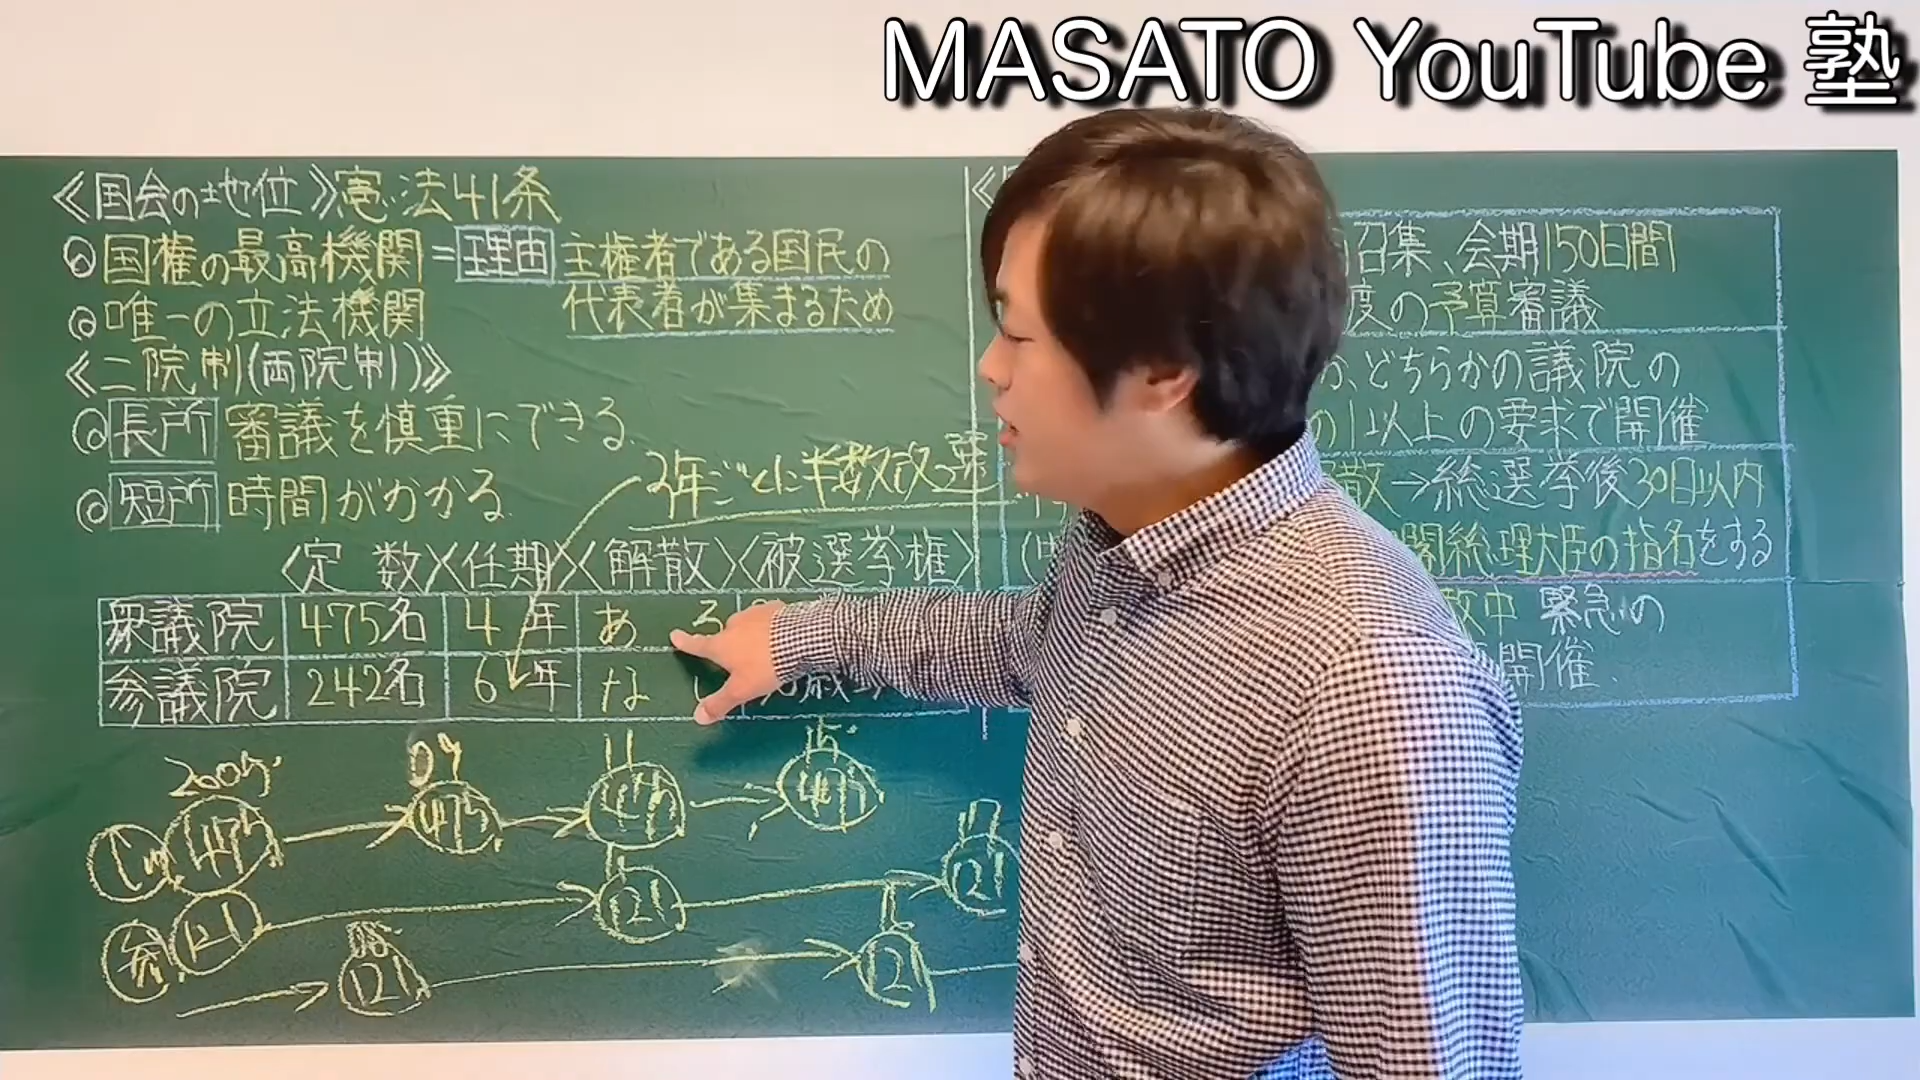 MASATO YouTube 塾
《国会の地位》憲法41条
◎国権の最高機関=理由 主権者である国民の
代表者が集まるため
◎唯一の立法機関
《二院制(両院制)》
◎長所 審議を慎重にできる
◎短所 時間がかかる
3年ごとに半数改選
〈定数〉〈任期〉〈解散〉〈被選挙権〉
衆議院 475名 4年 ある
参議院 242名 6年 なし
召集、会期150日間
度の予算審議
、どちらかの議院の
の1以上の要求で開催
散→総選挙後30日以内
閣総理大臣の指名をする
中 緊急の
開催
475 475
参 121 121 121
121 121